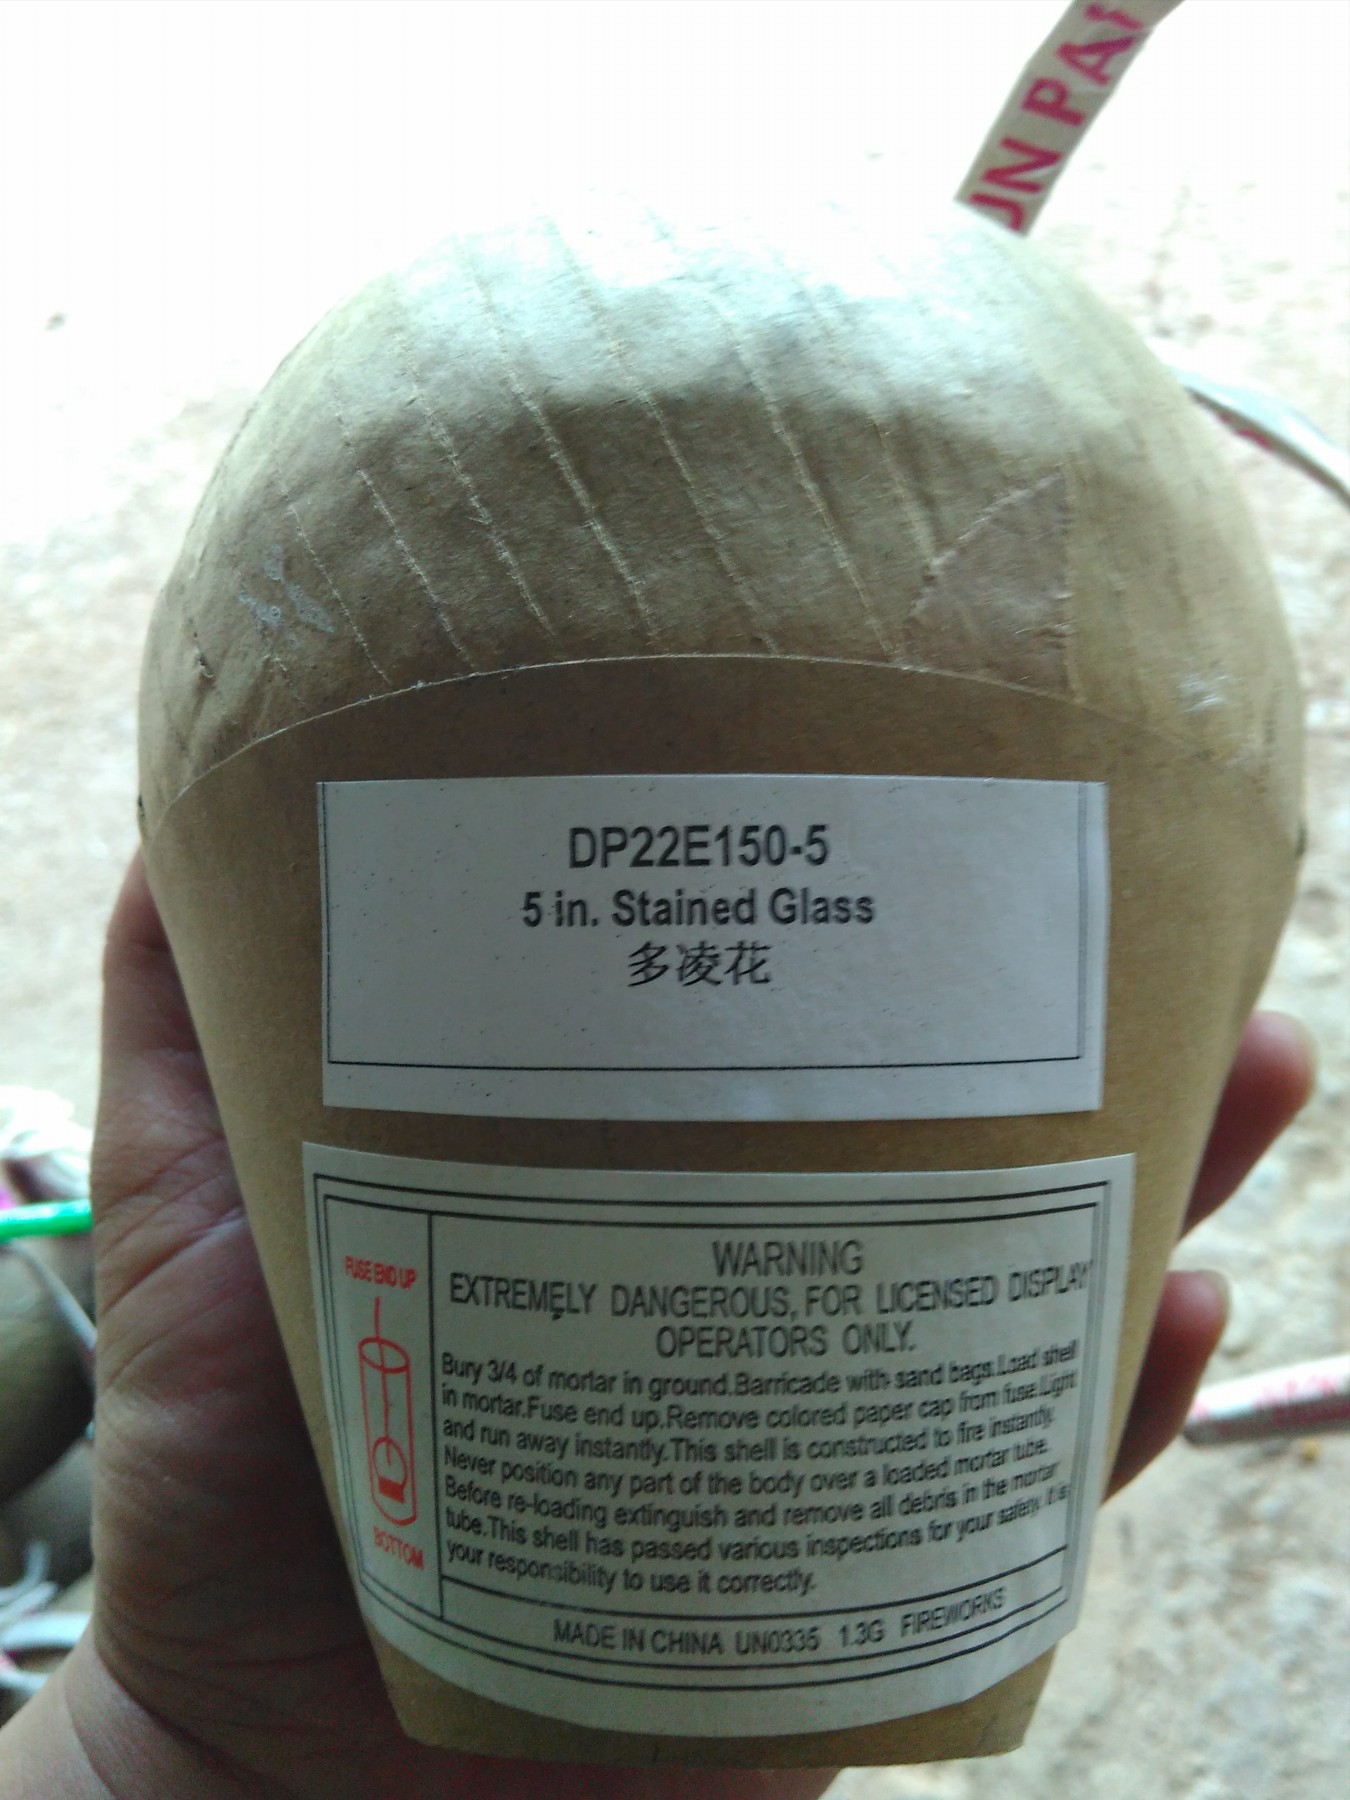 UN PA
DP22E150-5
5 in. Stained Glass
多凌花
FUSE END UP
BOTTOM
WARNING
EXTREMELY DANGEROUS, FOR LICENSED DISPLAY
OPERATORS ONLY.
Bury 3/4 of mortar in ground.Barricade with sand bags.Load shell
in mortar.Fuse end up.Remove colored paper cap from fuse.Light
and run away instantly.This shell is constructed to fire instantly.
Never position any part of the body over a loaded mortar tube.
Before re-loading extinguish and remove all debris in the mortar
tube.This shell has passed various inspections for your safety. It is
your responsibility to use it correctly.
MADE IN CHINA UN0335 1.3G FIREWORKS